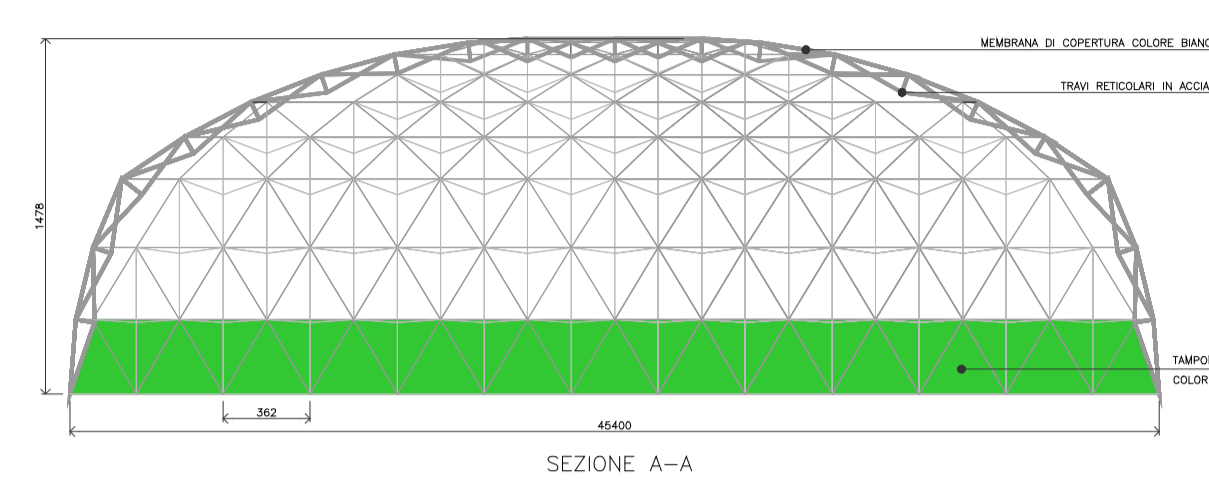 MEMBRANA DI COPERTURA COLORE BIANC
TRAVI RETICOLARI IN ACCIA
1478
TAMPO
COLOR
362
45400
SEZIONE A-A